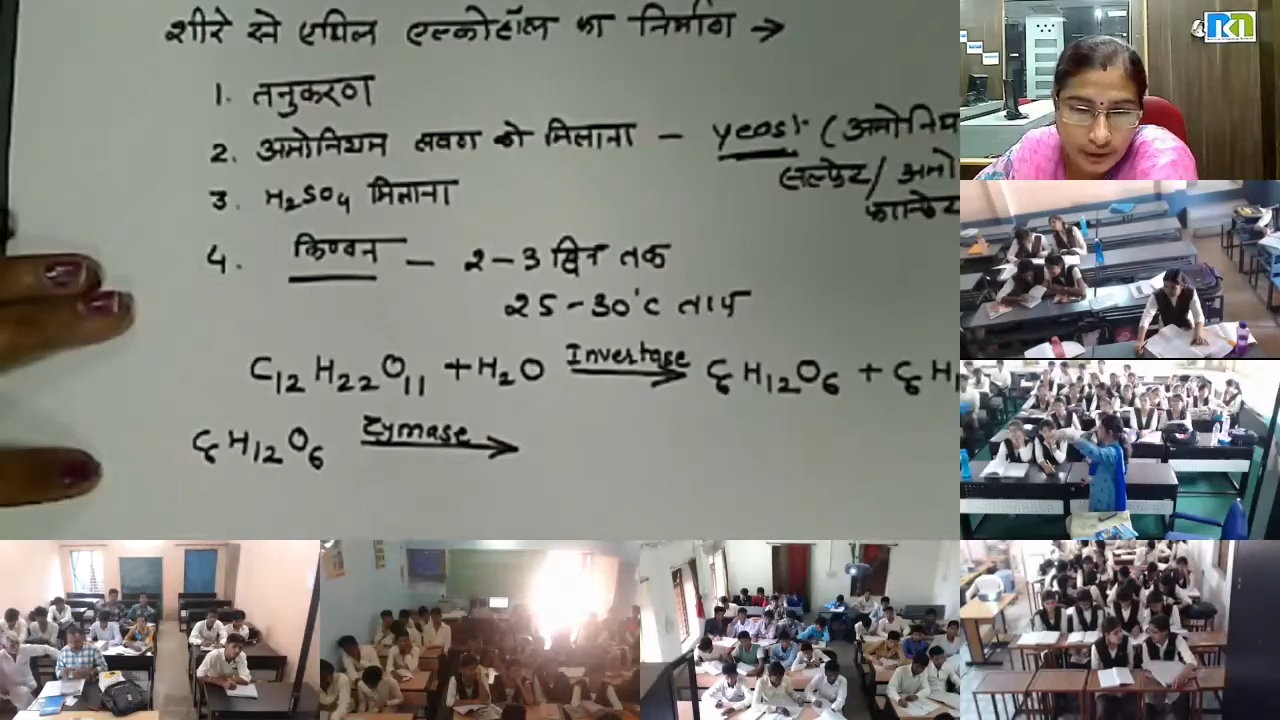 शीरे से एथिल एल्कोहॉल का निर्माण →
1. तनुकरण
2. अमोनियम लवण को मिलाना – yeast (अमोनिय
सल्फेट/ अमो
फास्फेट
3. H₂SO₄ मिलाना
4. किण्वन – 2-3 दिन तक
25-30°C ताप
C₁₂H₂₂O₁₁ + H₂O Invertase→ C₆H₁₂O₆ + C₆H
C₆H₁₂O₆ Zymase→